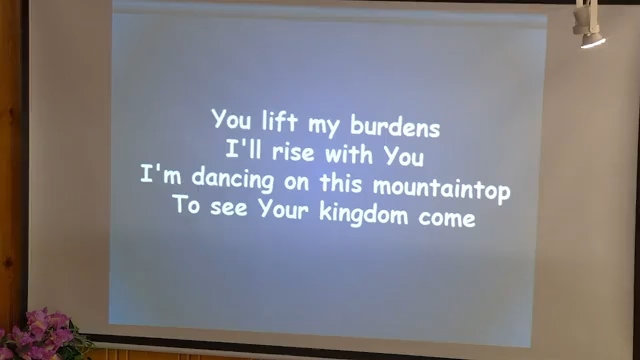 You lift my burdens
I'll rise with You
I'm dancing on this mountaintop
To see Your kingdom come